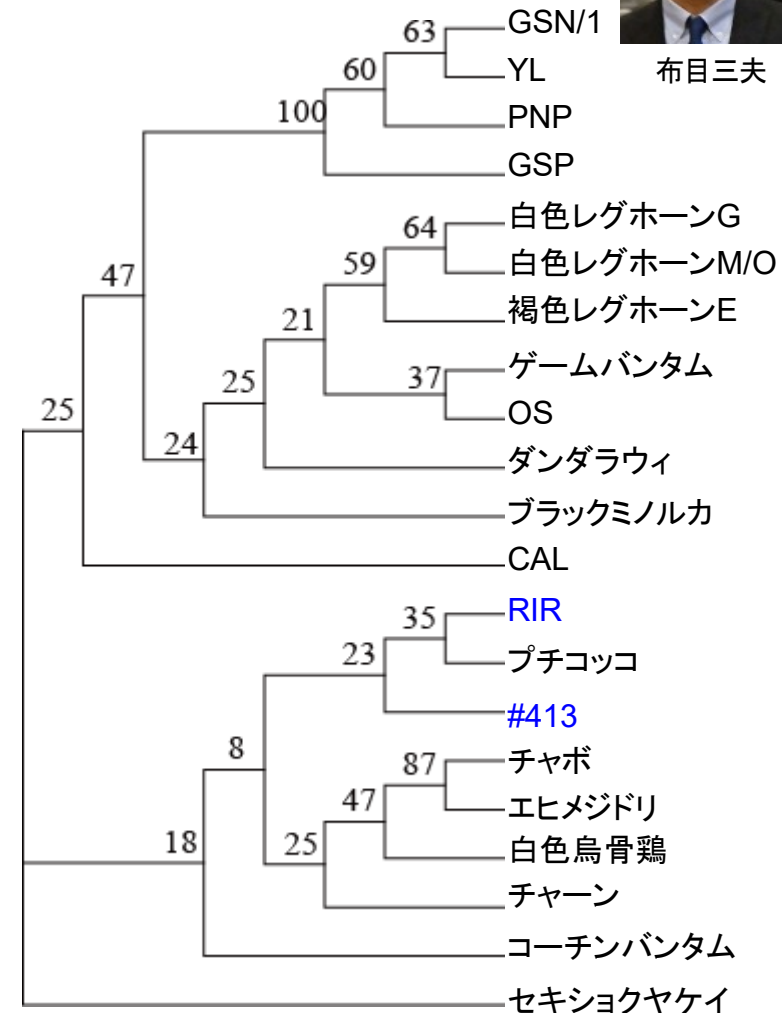 GSN/1
63
布目三夫
YL
60
100
PNP
GSP
白色レグホーンG
64
白色レグホーンM/O
59
47
褐色レグホーンE
21
ゲームバンタム
37
25
OS
25
24
ダンダラウィ
ブラックミノルカ
CAL
RIR
35
プチコッコ
23
#413
8
チャボ
87
エヒメジドリ
47
18
25
白色烏骨鶏
チャーン
コーチンバンタム
セキショクヤケイ